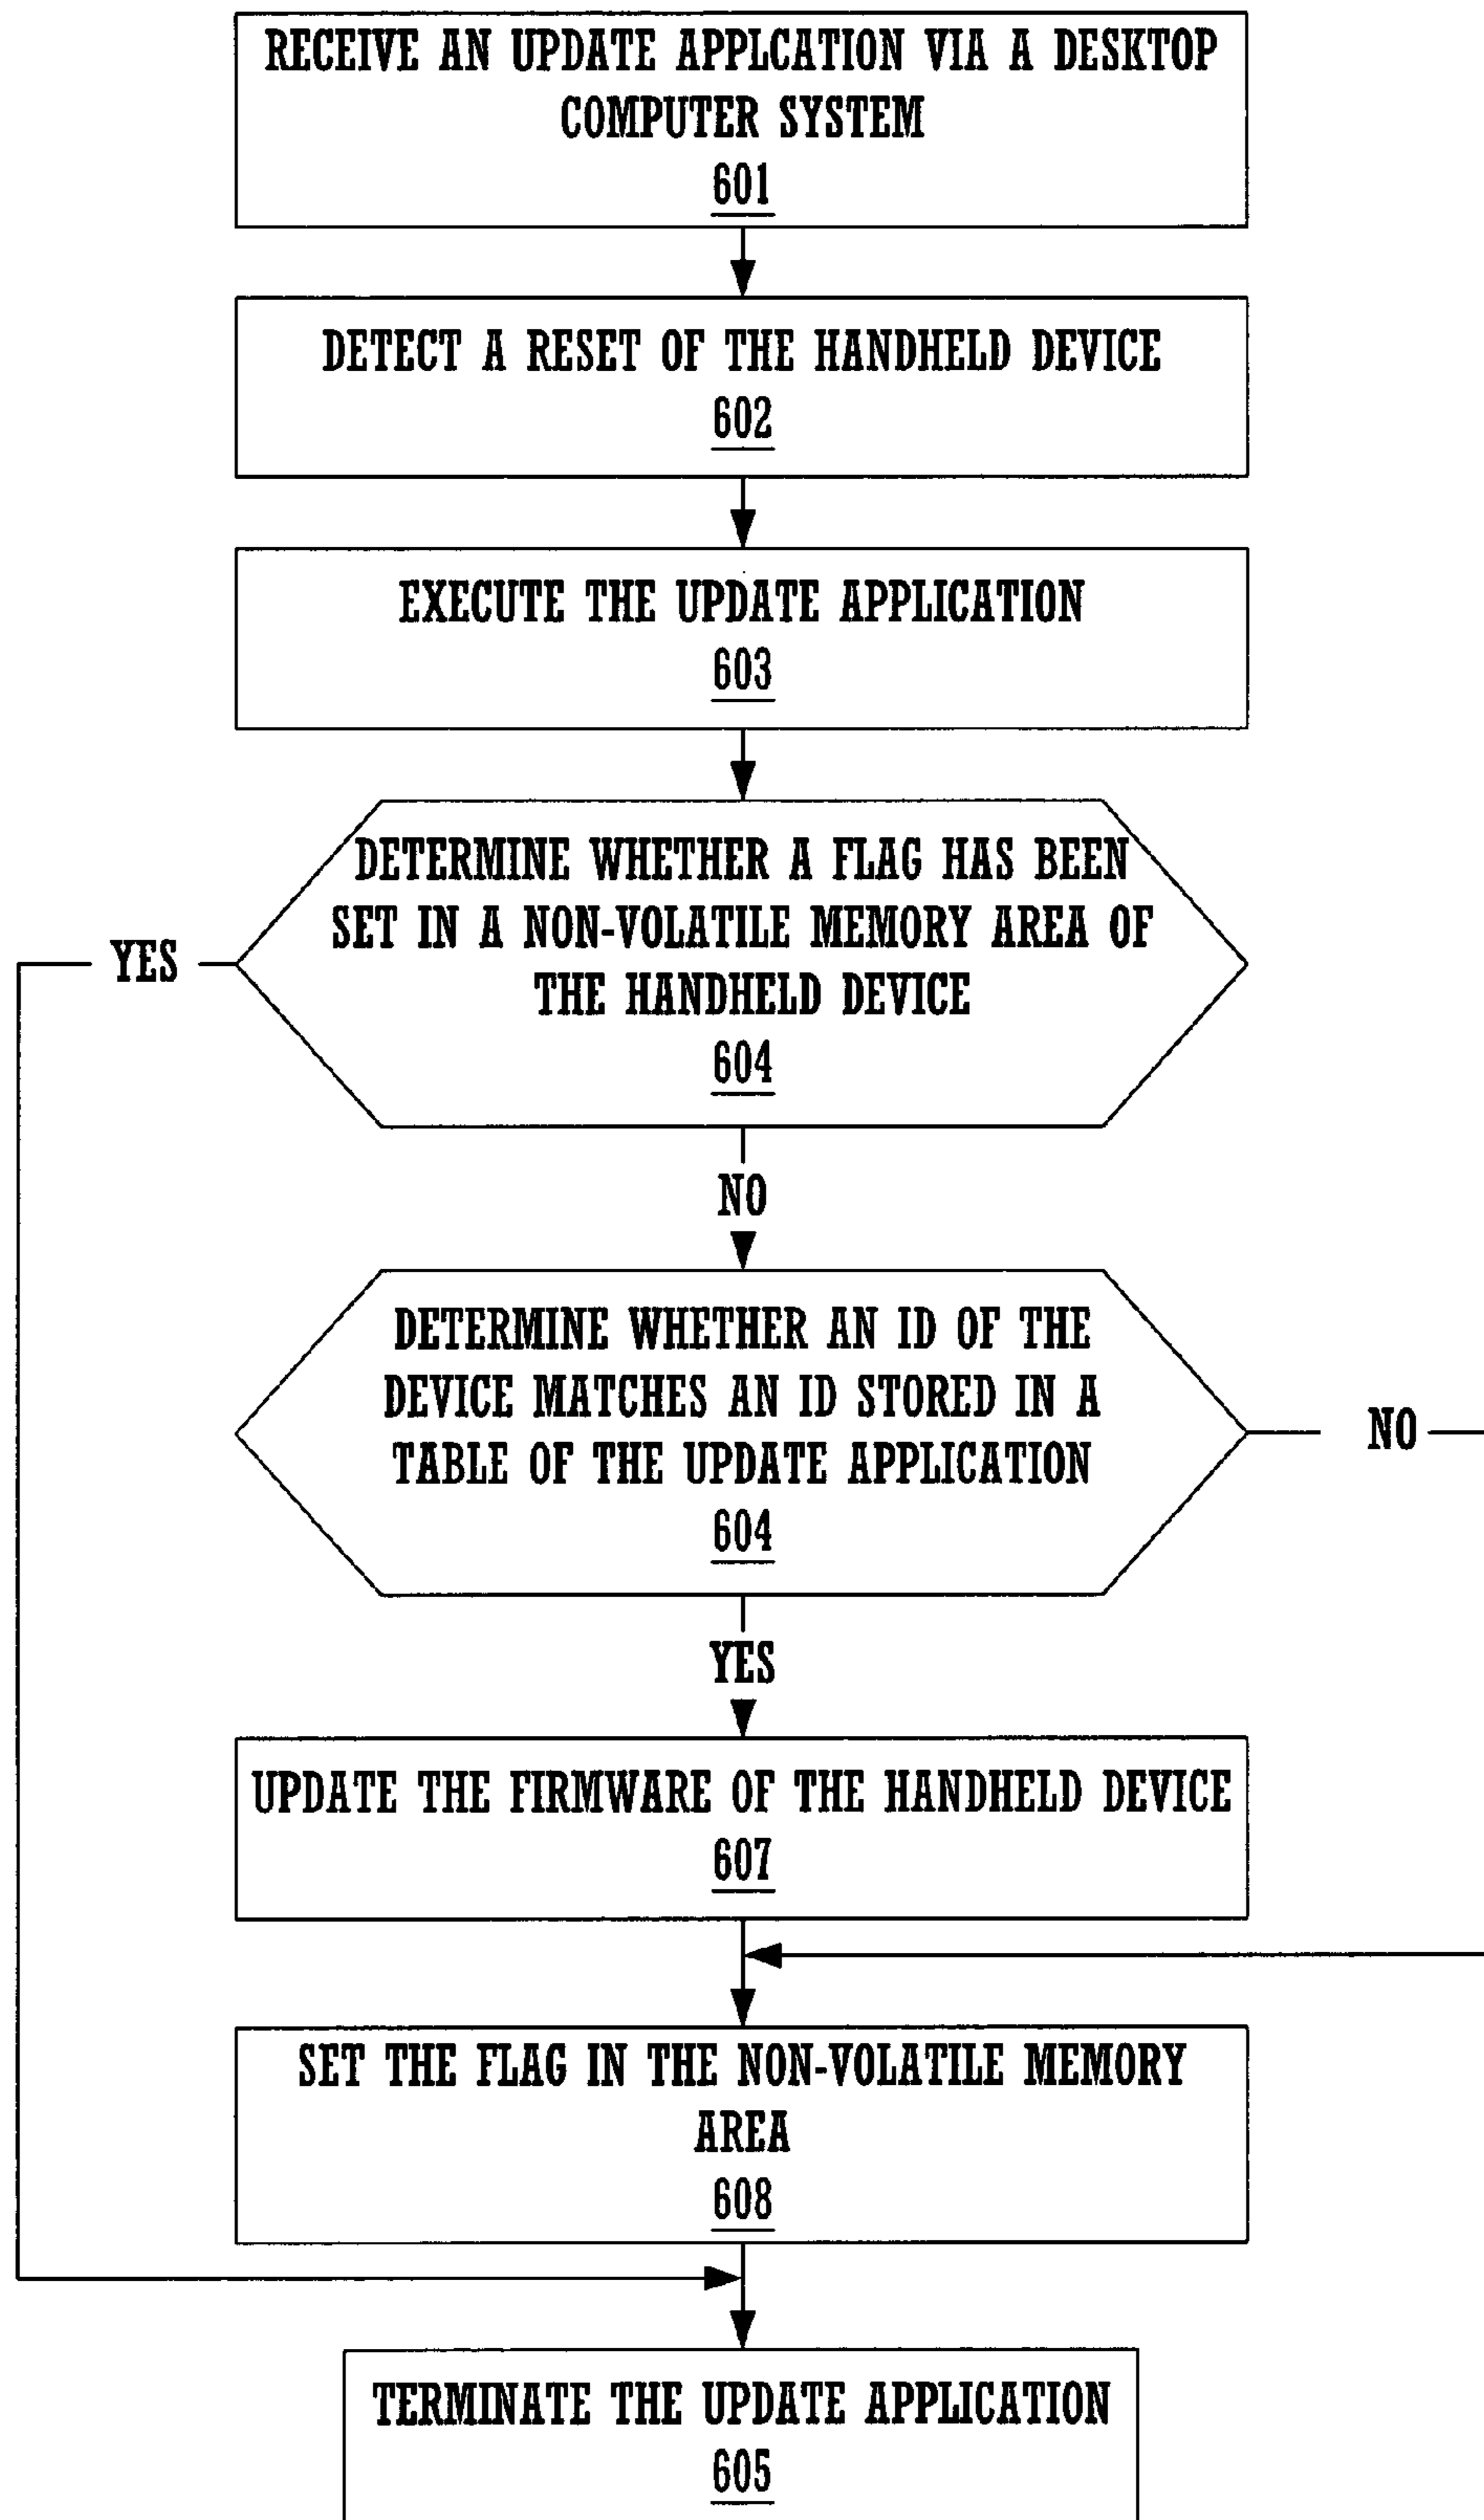 RECEIVE AN UPDATE APPLCATION VIA A DESKTOP
COMPUTER SYSTEM
601
DETECT A RESET OF THE HANDHELD DEVICE
602
EXECUTE THE UPDATE APPLICATION
603
DETERMINE WHETHER A FLAG HAS BEEN
SET IN A NON-VOLATILE MEMORY AREA OF
THE HANDHELD DEVICE
604
YES
NO
DETERMINE WHETHER AN ID OF THE
DEVICE MATCHES AN ID STORED IN A
TABLE OF THE UPDATE APPLICATION
604
NO
YES
UPDATE THE FIRMWARE OF THE HANDHELD DEVICE
607
SET THE FLAG IN THE NON-VOLATILE MEMORY
AREA
608
TERMINATE THE UPDATE APPLICATION
605